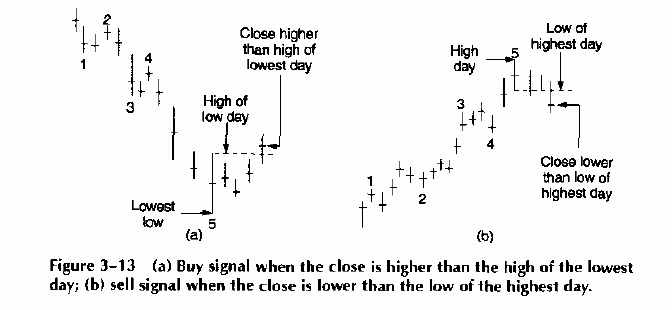 2
1
4
3
Close higher
than high of
lowest day
High of
low day
Lowest
low
5
(a)
High
day
5
Low of
highest day
3
4
1
2
Close lower
than low of
highest day
(b)
Figure 3-13 (a) Buy signal when the close is higher than the high of the lowest
day; (b) sell signal when the close is lower than the low of the highest day.